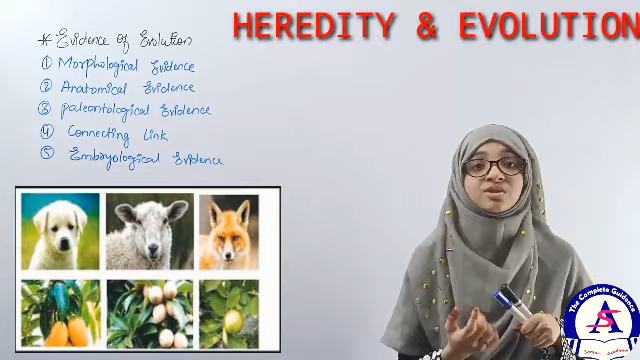 HEREDITY & EVOLUTION
* Evidence of Evolution
① Morphological Evidence
② Anatomical Evidence
③ Paleontological Evidence
④ Connecting Link
⑤ Embryological Evidence
The Complete Guidance
AS